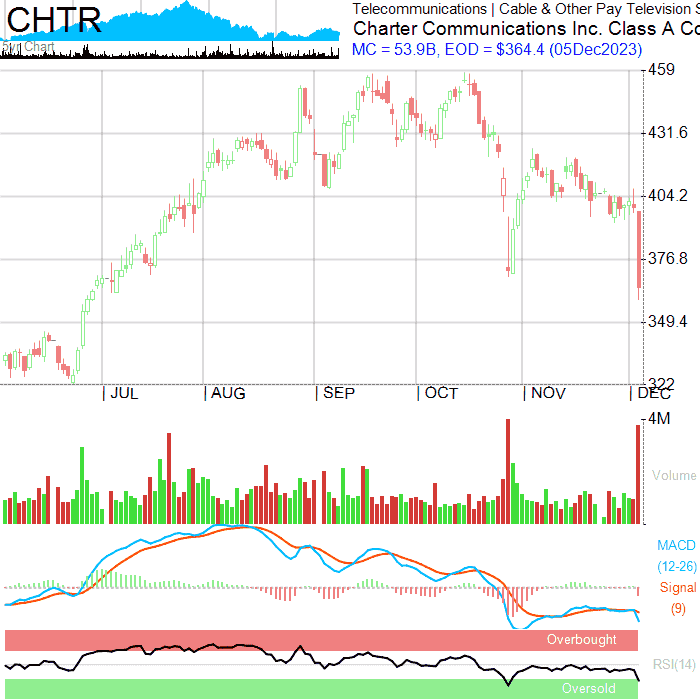 CHTR
5yr Chart
Telecommunications | Cable & Other Pay Television S
Charter Communications Inc. Class A Co
MC = 53.9B, EOD = $364.4 (05Dec2023)
459
431.6
404.2
376.8
349.4
322
| JUL | AUG | SEP | OCT | NOV | DEC
4M
Volume
MACD
(12-26)
Signal
(9)
Overbought
RSI(14)
Oversold